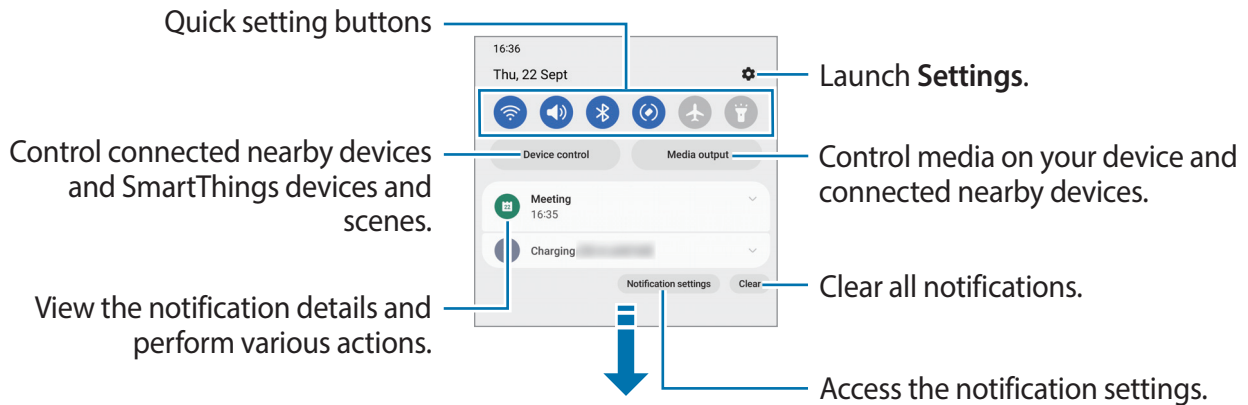 Quick setting buttons
16:36
Thu, 22 Sept
Launch Settings.
Control connected nearby devices
and SmartThings devices and
scenes.
Device control
Media output
Control media on your device and
connected nearby devices.
22
Meeting
16:35
Charging
Notification settings
Clear
Clear all notifications.
View the notification details and
perform various actions.
Access the notification settings.